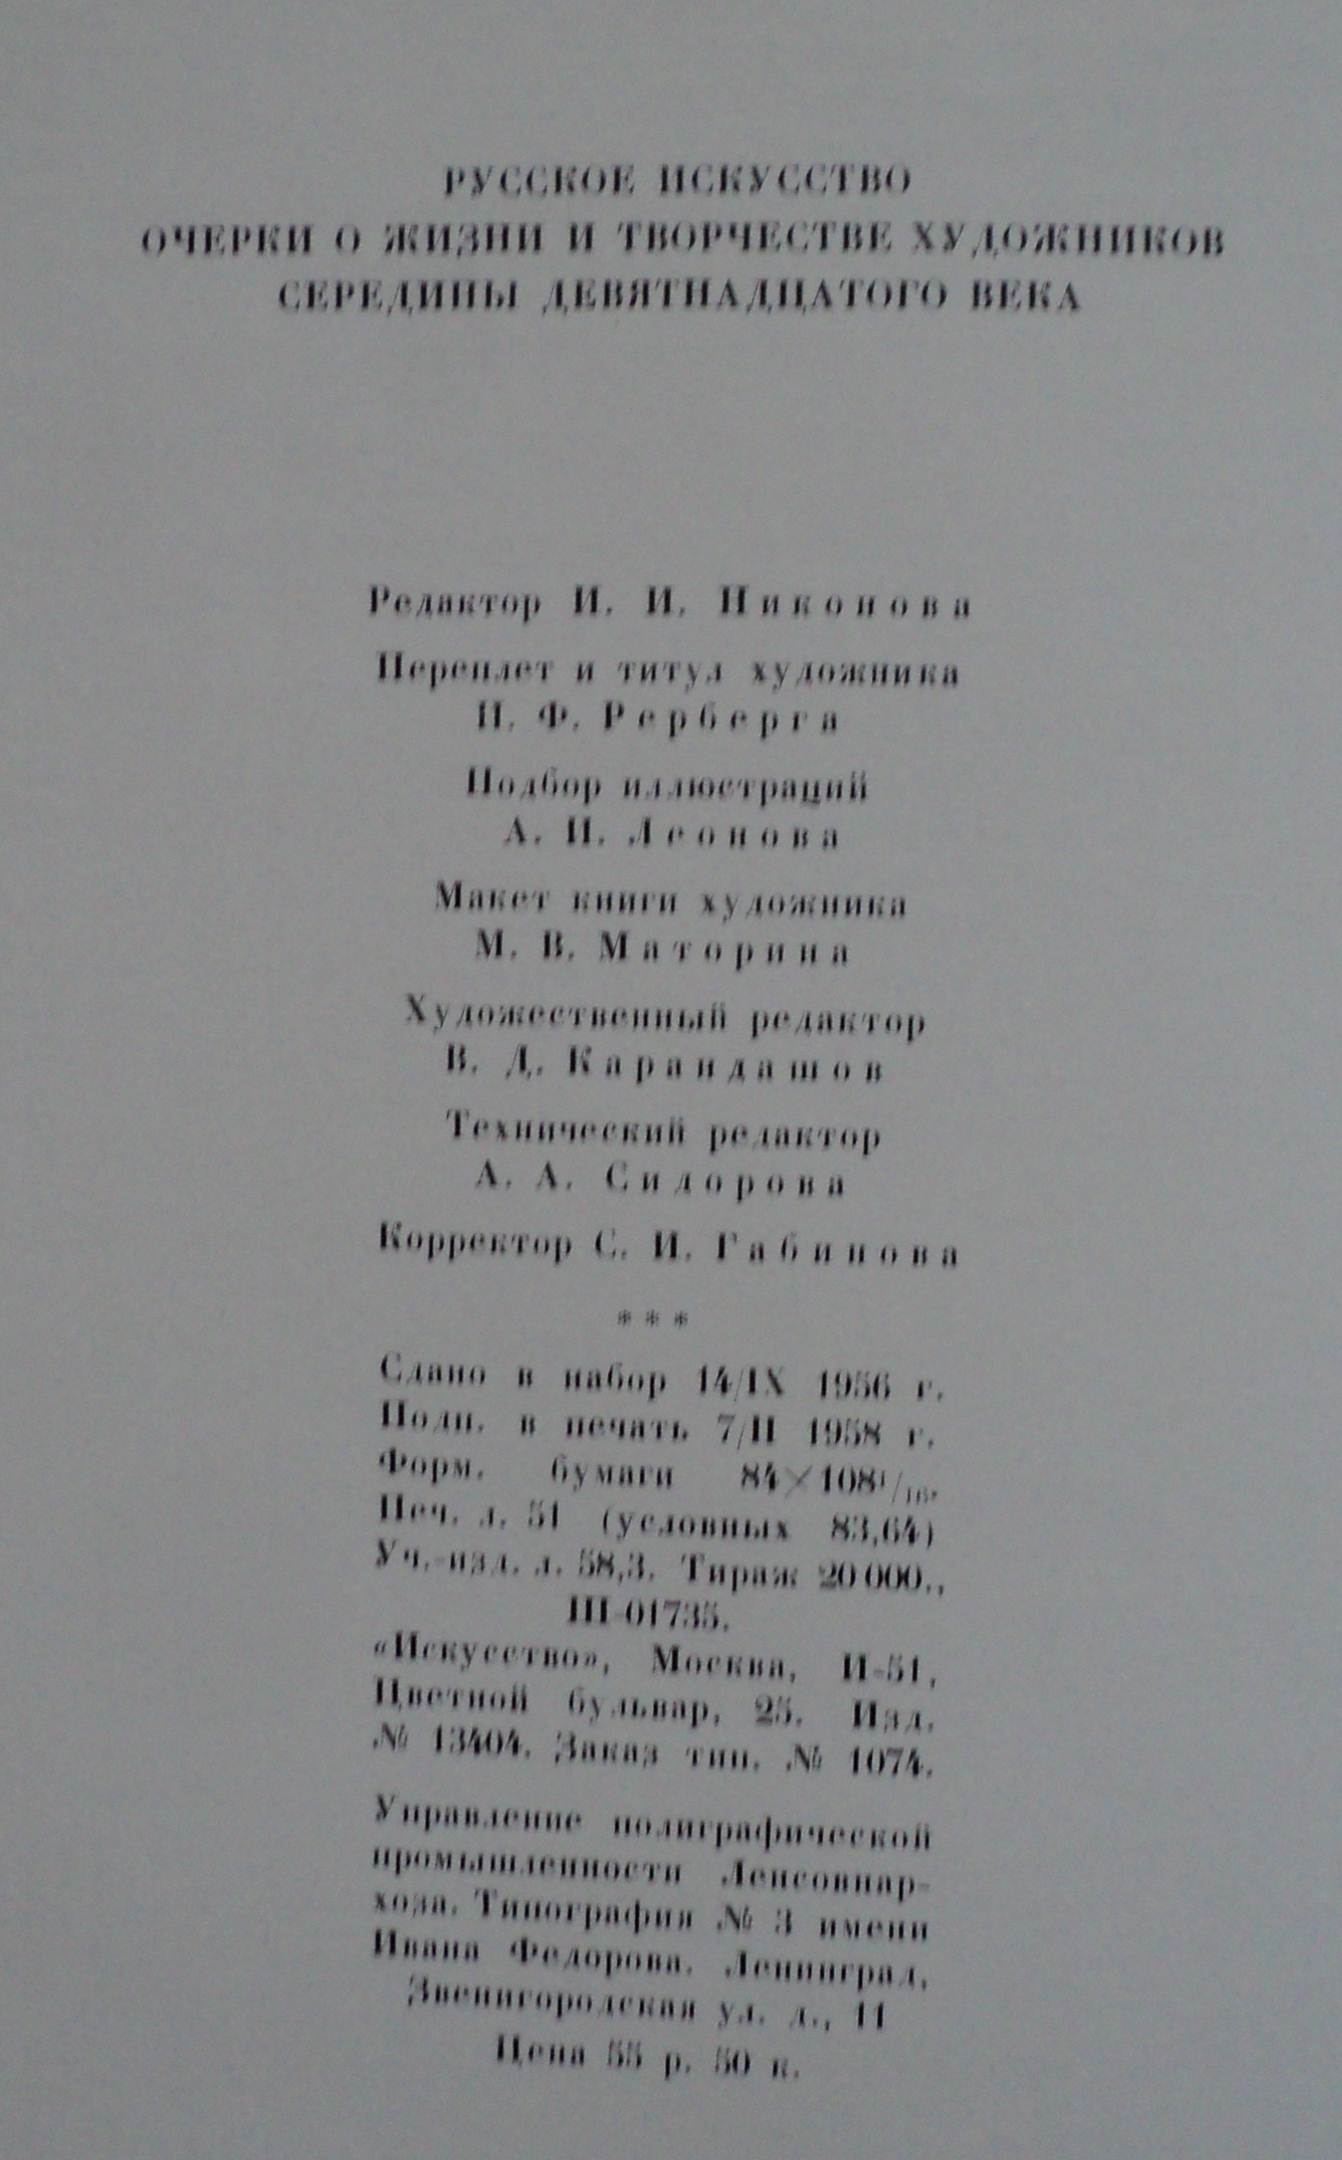 РУССКОЕ ИСКУССТВО
ОЧЕРКИ О ЖИЗНИ И ТВОРЧЕСТВЕ ХУДОЖНИКОВ
СЕРЕДИНЫ ДЕВЯТНАДЦАТОГО ВЕКА
Редактор И. И. Никонова
Переплет и титул художника
И. Ф. Рерберга
Подбор иллюстраций
А. И. Леонова
Макет книги художника
М. В. Маторина
Художественный редактор
В. Д. Карандашов
Технический редактор
А. А. Сидорова
Корректор С. И. Габинова
* * *
Сдано в набор 14/IX 1956 г.
Подп. в печать 7/II 1958 г.
Форм. бумаги 84×108¹/₁₆.
Печ. л. 51 (условных 83,64)
Уч.-изд. л. 58,3. Тираж 20 000.,
Ш-01735.
«Искусство», Москва, И-51,
Цветной бульвар, 25. Изд.
№ 13404. Заказ тип. № 1074.
Управление полиграфической
промышленности Ленсовнар-
хоза. Типография № 3 имени
Ивана Федорова. Ленинград,
Звенигородская ул. д., 11
Цена 55 р. 50 к.